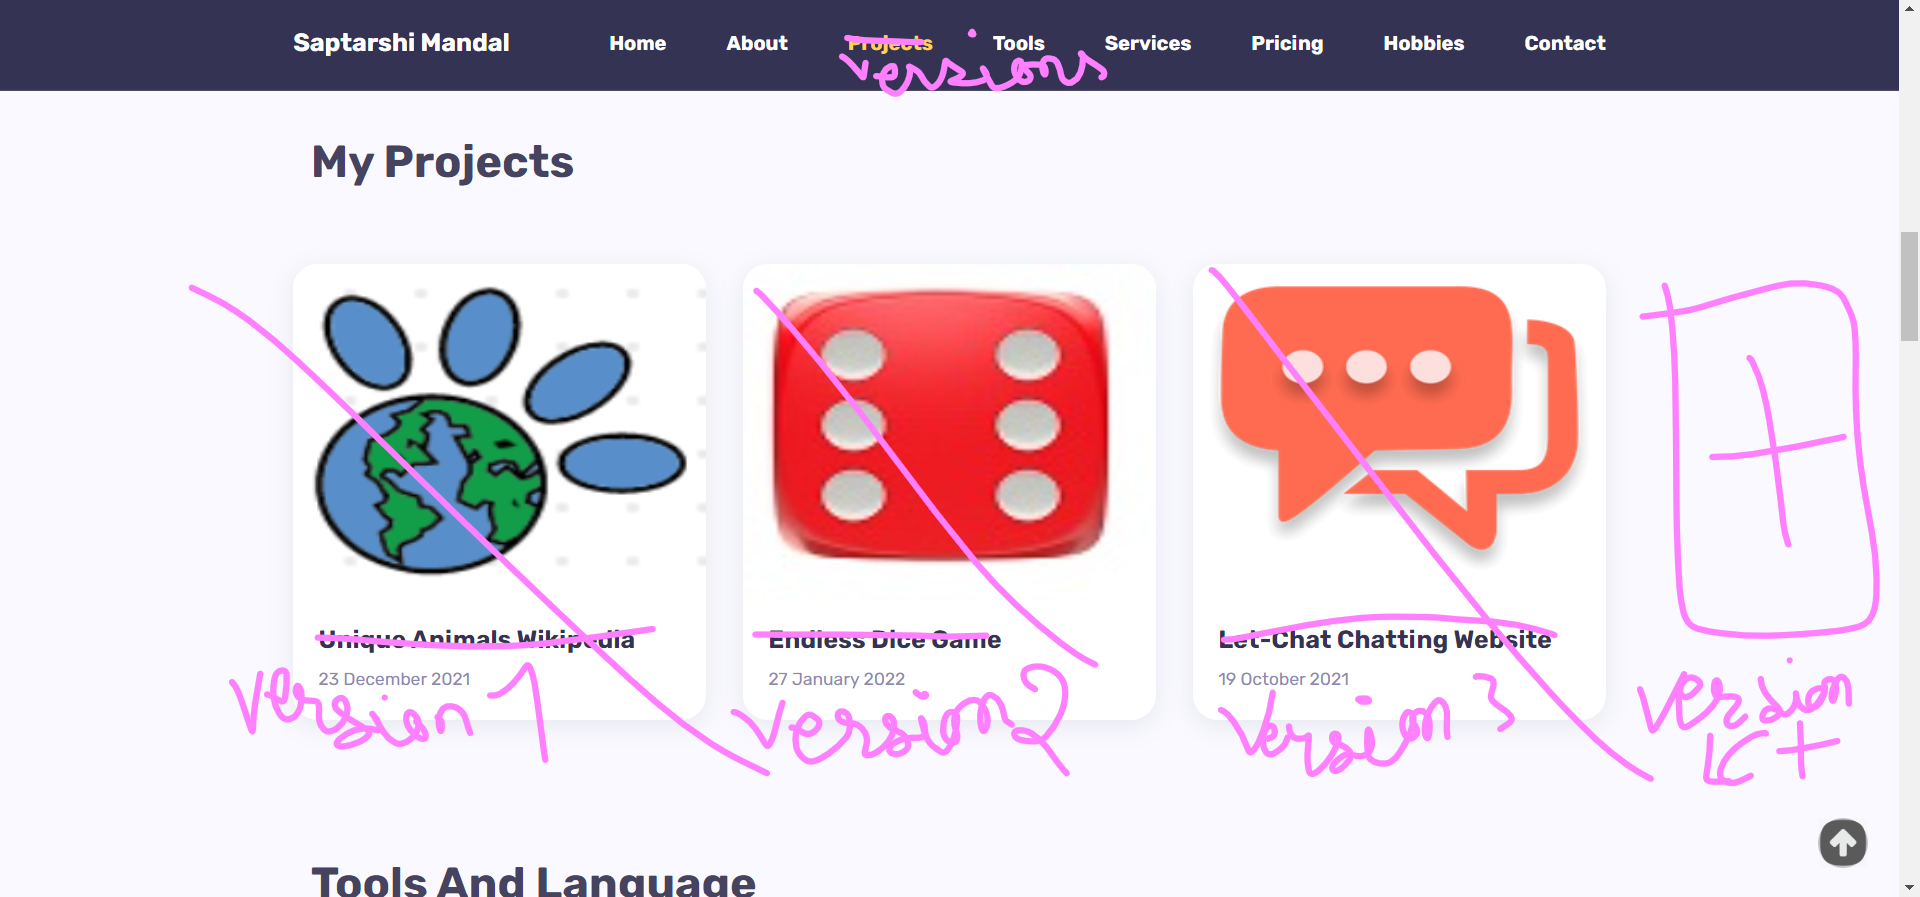 Saptarshi Mandal Home About Projects Tools Services Pricing Hobbies Contact
versions
My Projects
Unique Animals Wikipedia Endless Dice Game Let-Chat Chatting Website
23 December 2021 27 January 2022 19 October 2021
version 1 version 2 version 3 version
Tools And Language